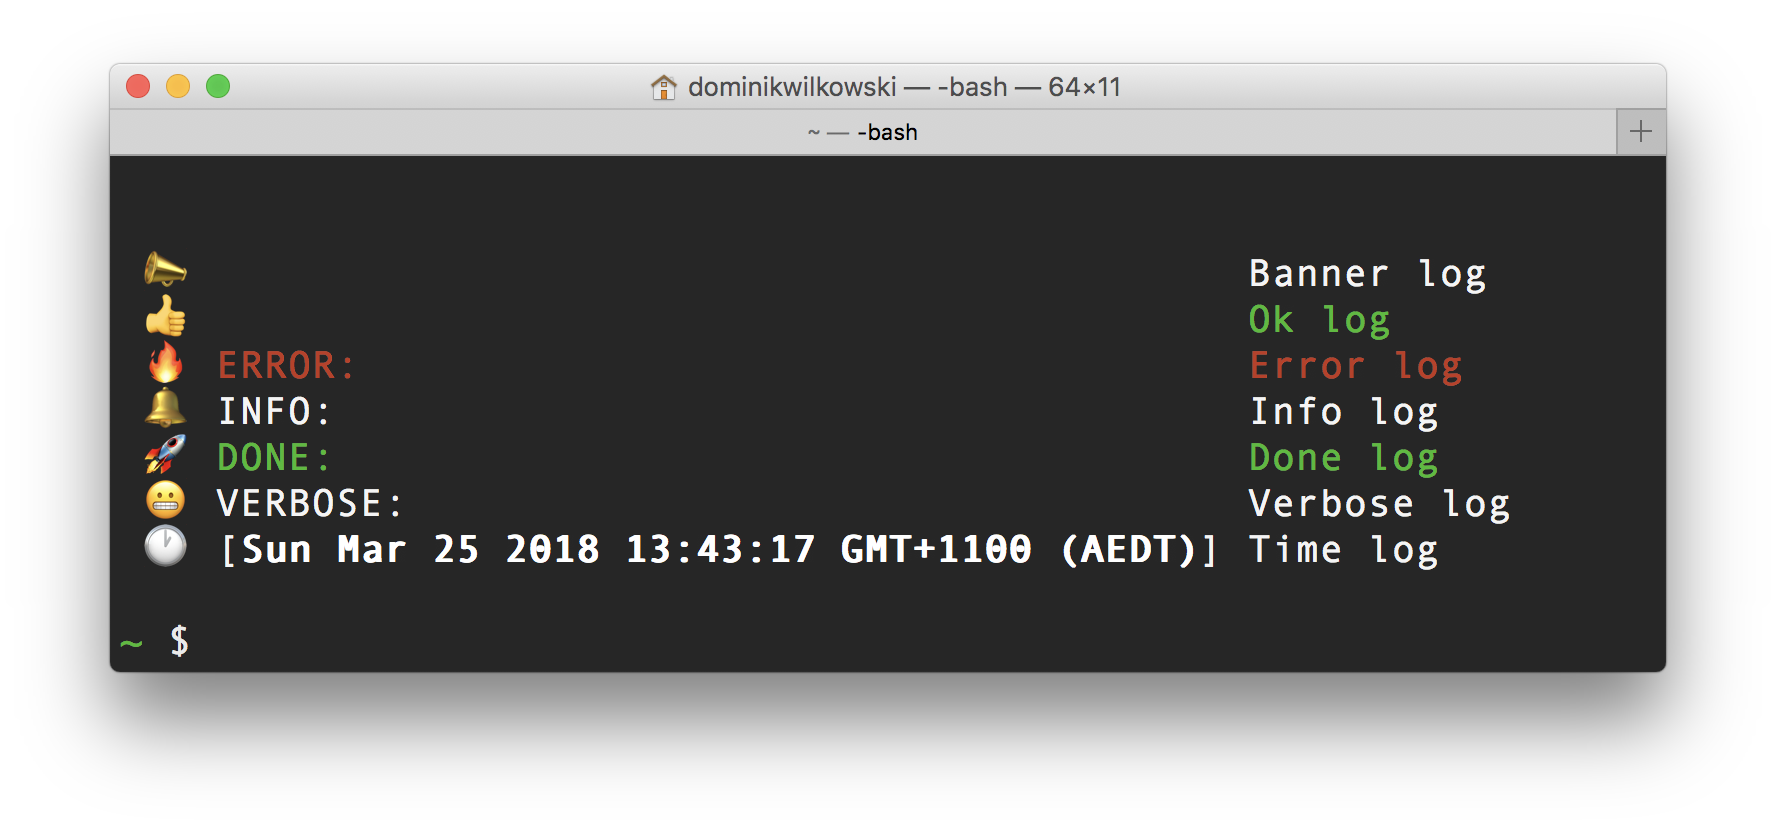 dominikwilkowski — -bash — 64×11
~ — -bash
Banner log
Ok log
ERROR: Error log
INFO: Info log
DONE: Done log
VERBOSE: Verbose log
[Sun Mar 25 2018 13:43:17 GMT+1100 (AEDT)] Time log
~ $